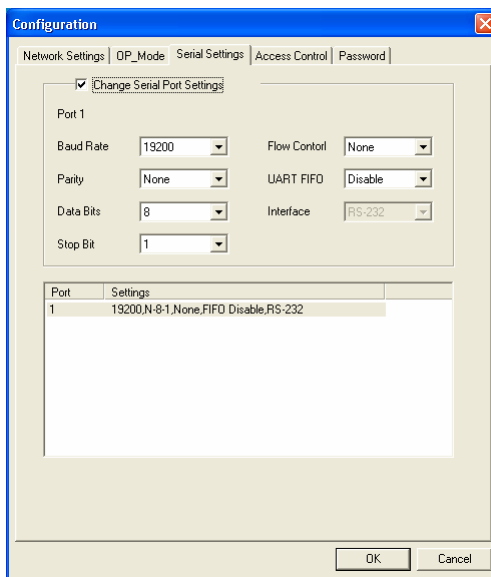 Configuration
Network Settings OP_Mode Serial Settings Access Control Password
Change Serial Port Settings
Port 1
Baud Rate 19200 Flow Contorl None
Parity None UART FIFO Disable
Data Bits 8 Interface RS-232
Stop Bit 1
Port Settings
1 19200,N-8-1,None,FIFO Disable,RS-232
OK Cancel